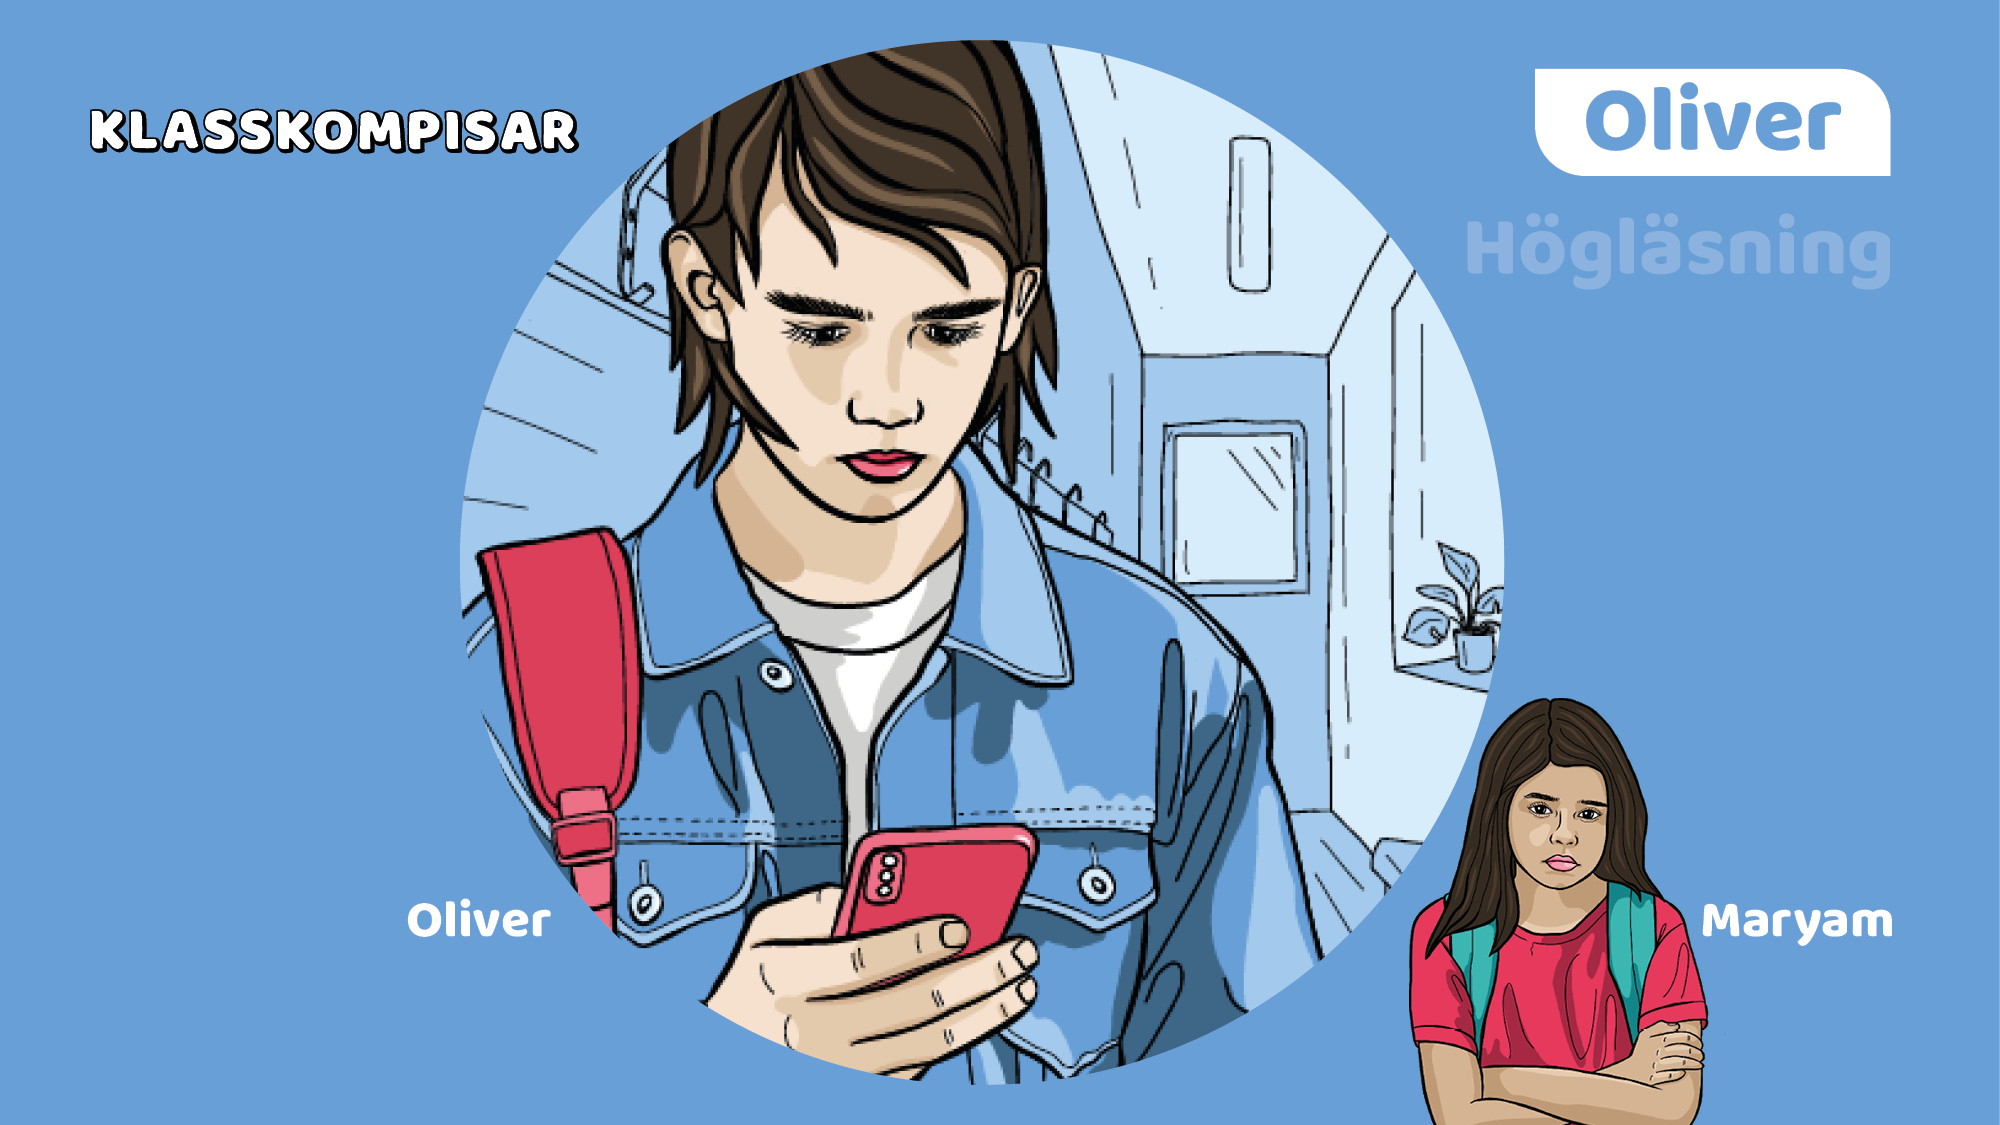 KLASSKOMPISAR
Oliver
Högläsning
Oliver
Maryam